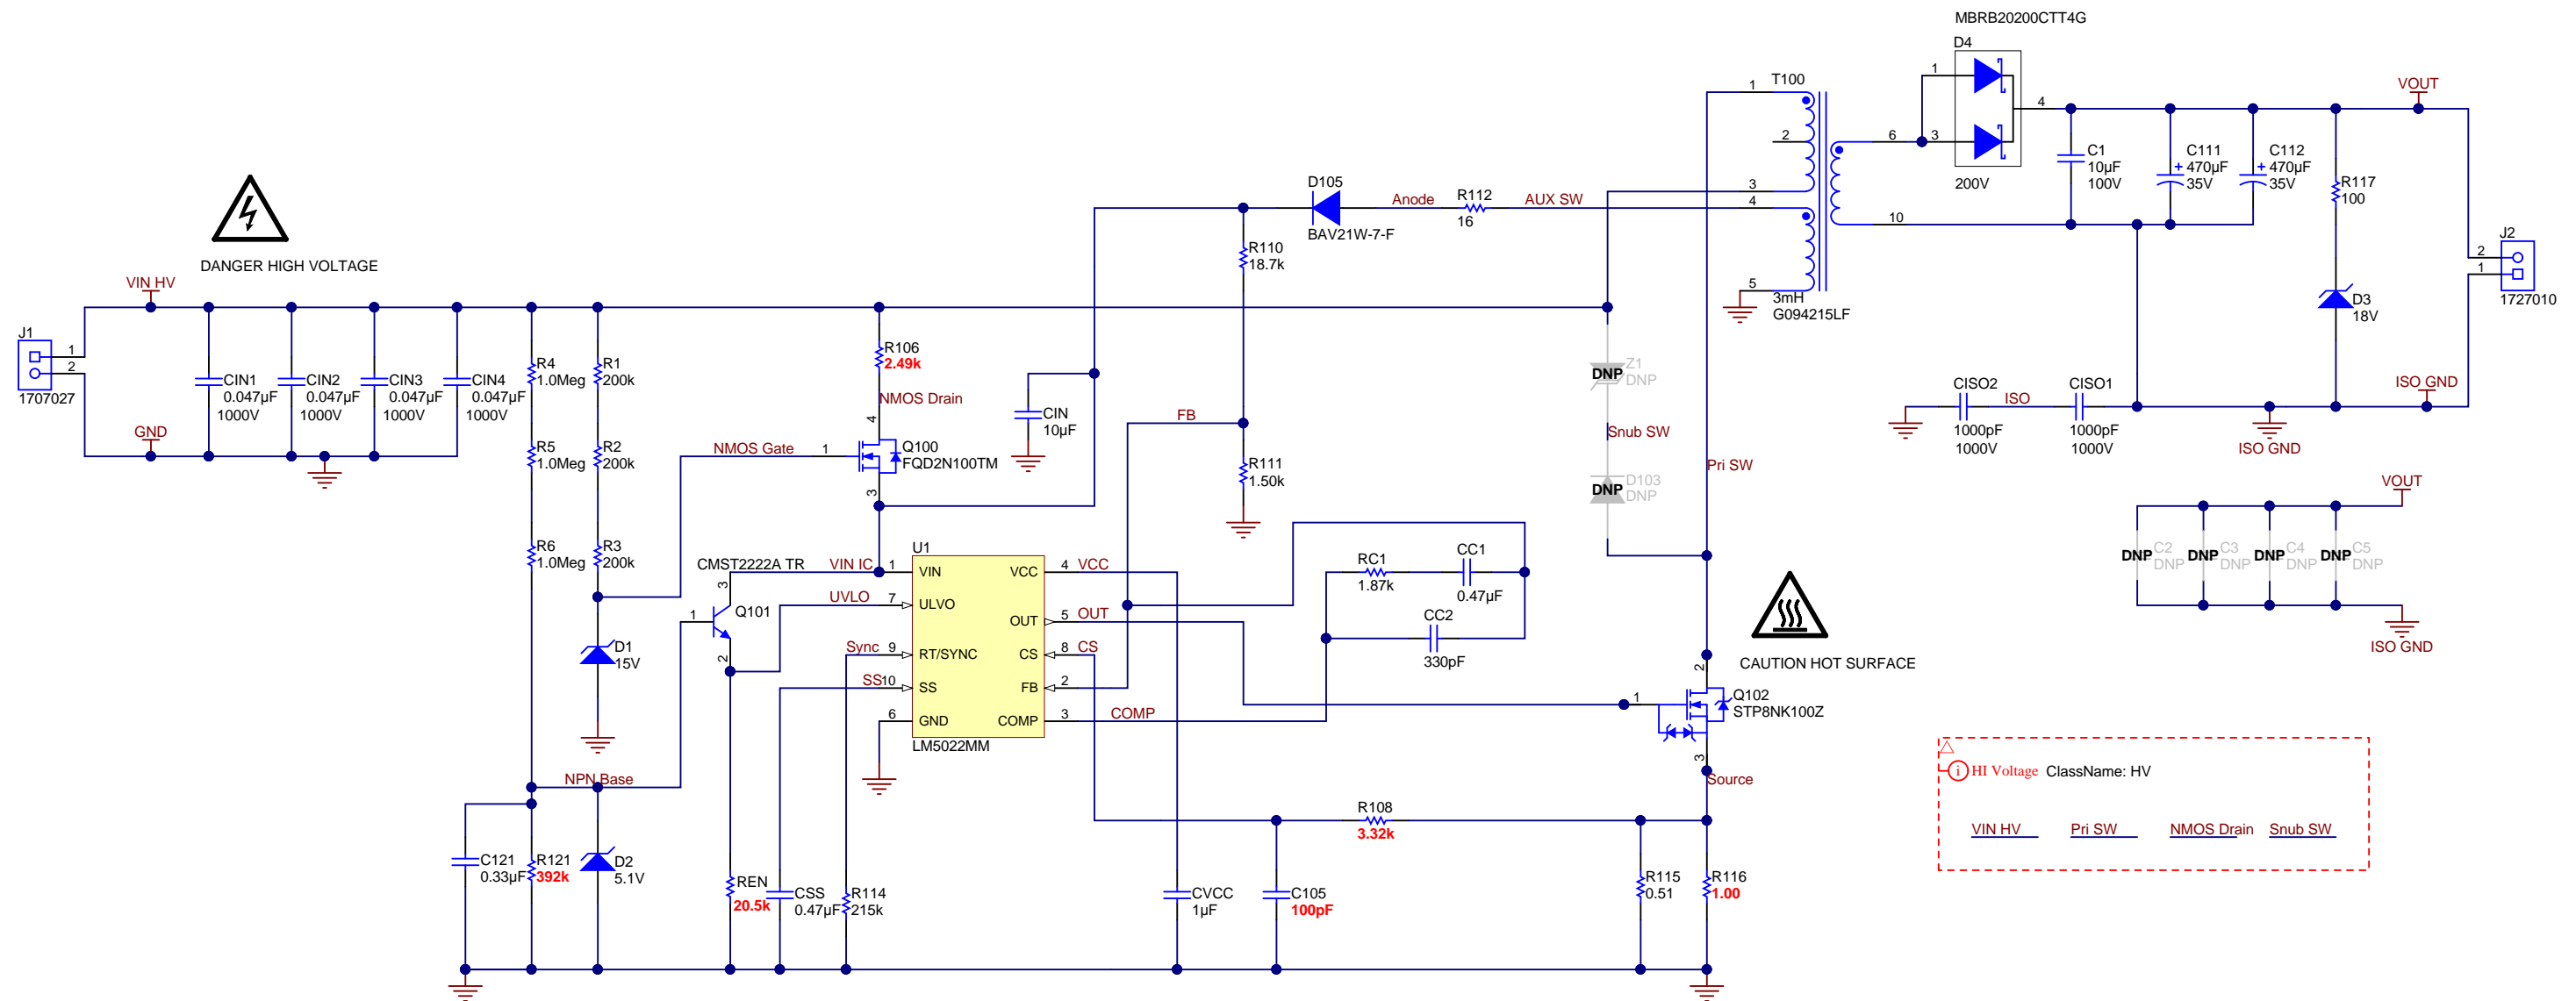 MBRB20200CTT4G
D4
1
3
4
200V
T100
1
2
3
4
5
6
10
3mH
G094215LF
VOUT
C1
10µF
100V
C111
470µF
35V
C112
470µF
35V
R117
100
D3
18V
J2
2
1
1727010
ISO GND
ISO GND
CISO2
1000pF
1000V
ISO
CISO1
1000pF
1000V
DANGER HIGH VOLTAGE
VIN HV
J1
1
2
1707027
GND
CIN1
0.047µF
1000V
CIN2
0.047µF
1000V
CIN3
0.047µF
1000V
CIN4
0.047µF
1000V
R4
1.0Meg
R1
200k
R5
1.0Meg
R2
200k
R6
1.0Meg
R3
200k
D1
15V
R106
2.49k
NMOS Drain
4
NMOS Gate
1
Q100
FQD2N100TM
3
CIN
10µF
D105
BAV21W-7-F
Anode
R112
16
AUX SW
R110
18.7k
FB
R111
1.50k
Z1
DNP
DNP
Snub SW
D103
DNP
DNP
Pri SW
CMST2222A TR
3
Q101
1
2
VIN IC
UVLO
Sync
SS
U1
1
VIN
7
ULVO
9
RT/SYNC
10
SS
6
GND
VCC
4
VCC
OUT
5
OUT
CS
8
CS
FB
2
COMP
3
COMP
LM5022MM
RC1
1.87k
CC1
0.47µF
CC2
330pF
CAUTION HOT SURFACE
2
1
Q102
STP8NK100Z
3
Source
VOUT
DNP
C2
DNP
DNP
C3
DNP
DNP
C4
DNP
DNP
C5
DNP
ISO GND
NPN Base
C121
0.33µF
R121
392k
D2
5.1V
REN
20.5k
CSS
0.47µF
R114
215k
CVCC
1µF
C105
100pF
R108
3.32k
R115
0.51
R116
1.00
i
HI Voltage
ClassName: HV
VIN HV
Pri SW
NMOS Drain
Snub SW